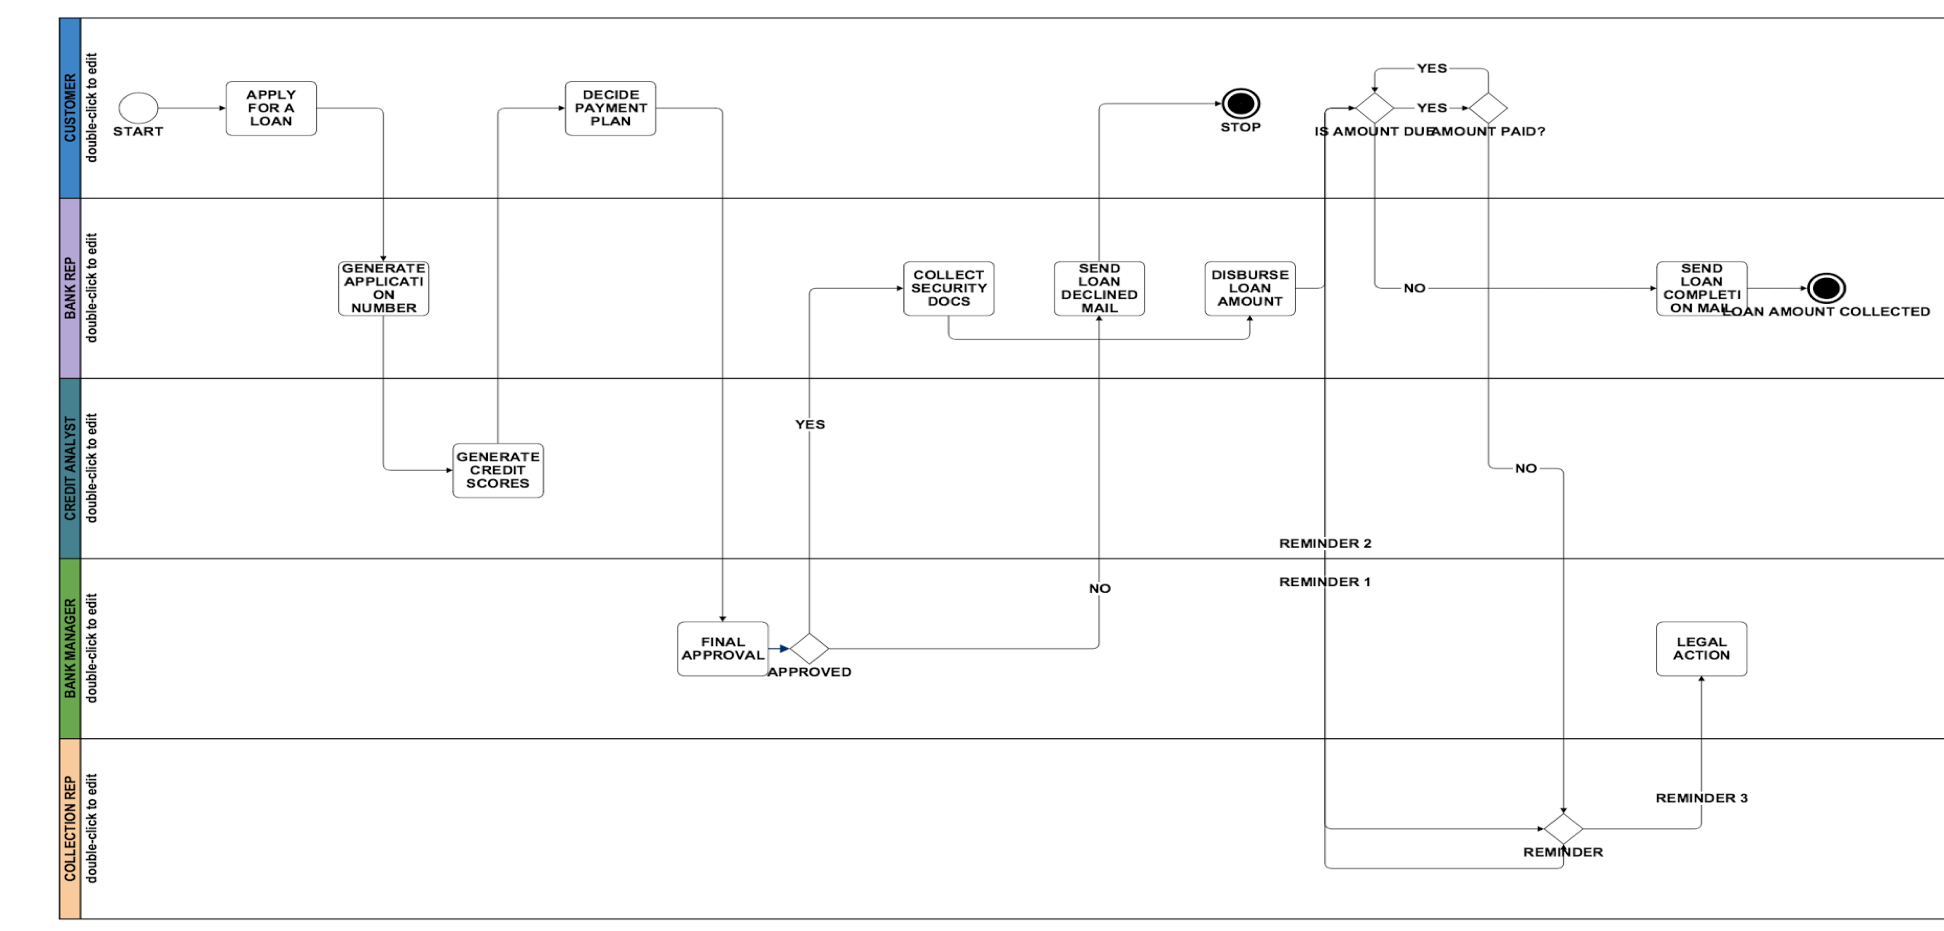 CUSTOMER
double-click to edit
START
APPLY
FOR A
LOAN
DECIDE
PAYMENT
PLAN
STOP
YES
YES
IS AMOUNT DUE
AMOUNT PAID?
BANK REP
double-click to edit
GENERATE
APPLICATI
ON
NUMBER
COLLECT
SECURITY
DOCS
SEND
LOAN
DECLINED
MAIL
DISBURSE
LOAN
AMOUNT
NO
SEND
LOAN
COMPLETI
ON MAIL
LOAN AMOUNT COLLECTED
CREDIT ANALYST
double-click to edit
GENERATE
CREDIT
SCORES
YES
NO
REMINDER 2
BANK MANAGER
double-click to edit
REMINDER 1
NO
FINAL
APPROVAL
APPROVED
LEGAL
ACTION
COLLECTION REP
double-click to edit
REMINDER 3
REMINDER